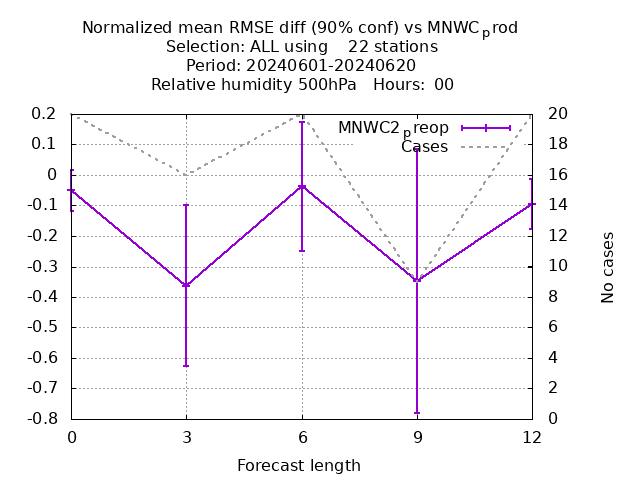 Normalized mean RMSE diff (90% conf) vs MNWC_prod
Selection: ALL using 22 stations
Period: 20240601-20240620
Relative humidity 500hPa Hours: 00
MNWC2_preop
Cases
0.2
0.1
0
-0.1
-0.2
-0.3
-0.4
-0.5
-0.6
-0.7
-0.8
20
18
16
14
12
10
8
6
4
2
0
No cases
0 3 6 9 12
Forecast length